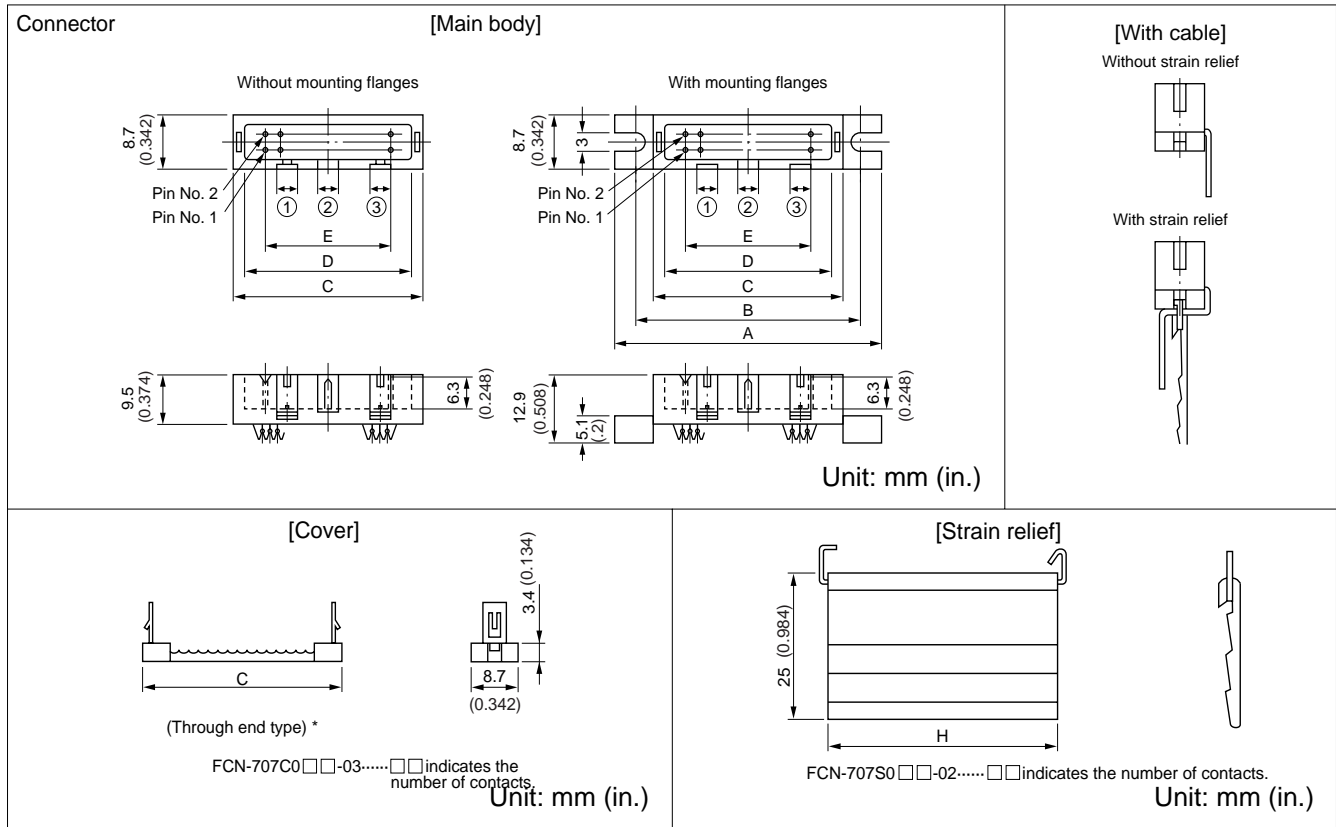 Connector
[Main body]
[With cable]
Without strain relief
With strain relief
Without mounting flanges
With mounting flanges
8.7
(0.342)
Pin No. 2
Pin No. 1
① ② ③
E
D
C
8.7
(0.342)
3
Pin No. 2
Pin No. 1
① ② ③
E
D
C
B
A
9.5
(0.374)
6.3
(0.248)
12.9
(0.508)
5.1
(.2)
6.3
(0.248)
Unit: mm (in.)
[Cover]
C
3.4 (0.134)
8.7
(0.342)
(Through end type) *
FCN-707C0□□-03······□□indicates the
number of contacts.
Unit: mm (in.)
[Strain relief]
25 (0.984)
H
FCN-707S0□□-02······□□indicates the number of contacts.
Unit: mm (in.)